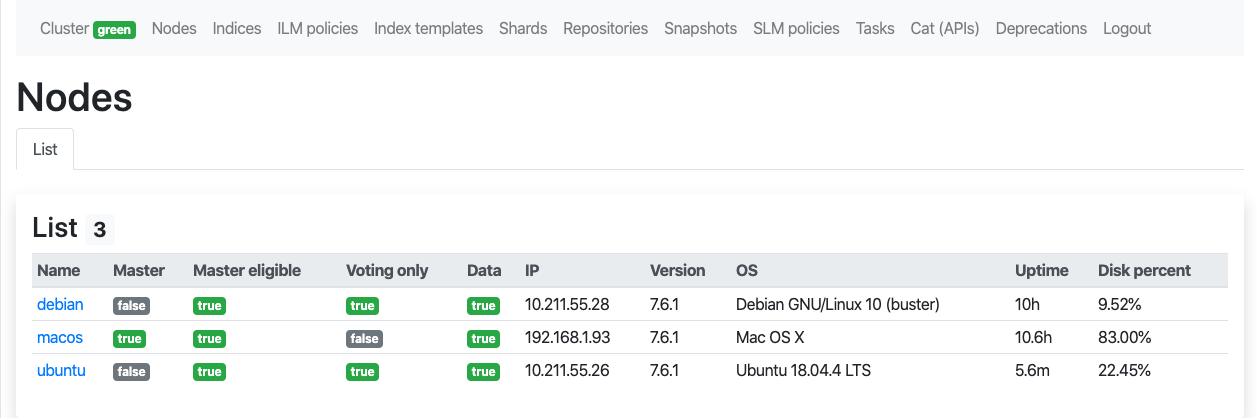 Cluster green Nodes Indices ILM policies Index templates Shards Repositories Snapshots SLM policies Tasks Cat (APIs) Deprecations Logout
Nodes
List
List 3
Name Master Master eligible Voting only Data IP Version OS Uptime Disk percent
debian false true true true 10.211.55.28 7.6.1 Debian GNU/Linux 10 (buster) 10h 9.52%
macos true true false true 192.168.1.93 7.6.1 Mac OS X 10.6h 83.00%
ubuntu false true true true 10.211.55.26 7.6.1 Ubuntu 18.04.4 LTS 5.6m 22.45%